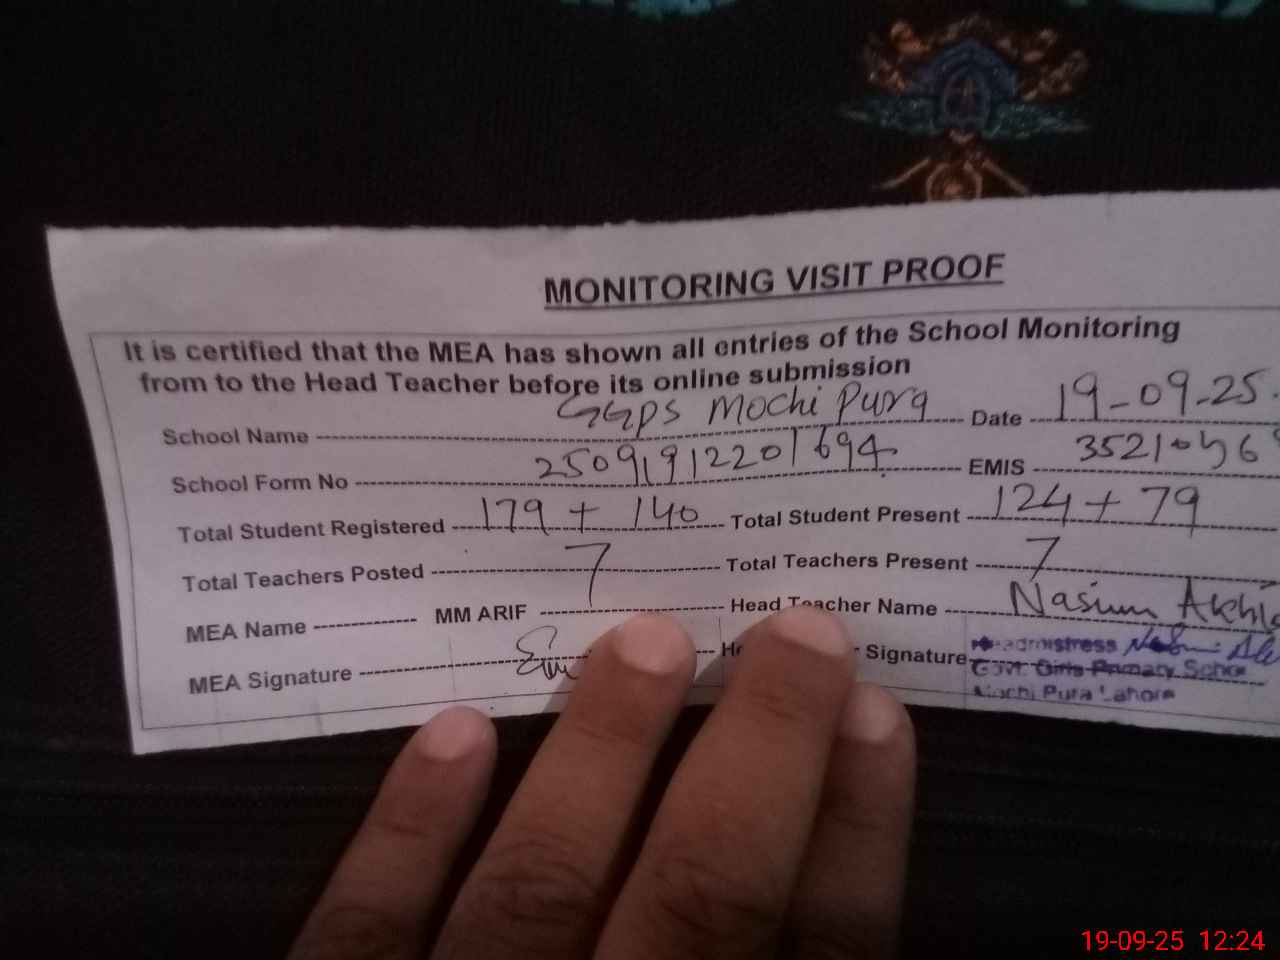 MONITORING VISIT PROOF
It is certified that the MEA has shown all entries of the School Monitoring
from to the Head Teacher before its online submission
School Name GGPS Mochi Pura Date 19-09-25
School Form No 25091912201694 EMIS
Total Student Registered 179 + 140 Total Student Present 124 + 79
Total Teachers Posted 7 Total Teachers Present 7
MEA Name MM ARIF Head Teacher Name Nasium
MEA Signature Signature
Headmistress
Govt. Girls Primary School
Mochi Pura Lahore
19-09-25 12:24